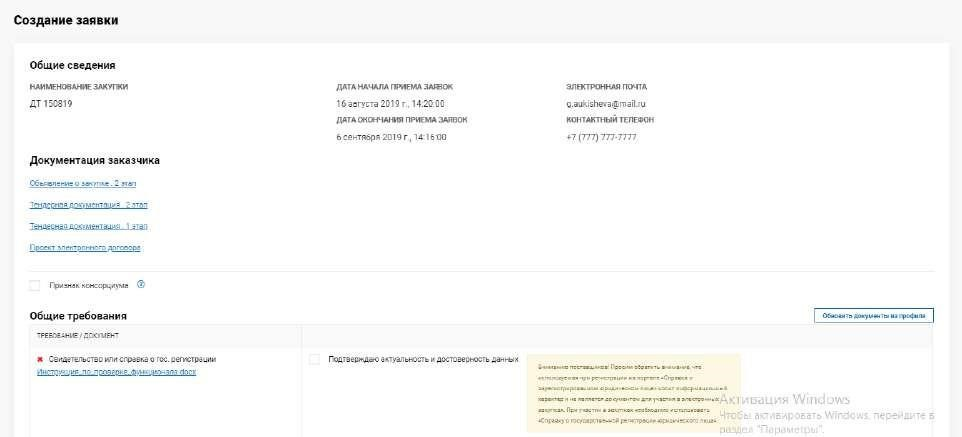 Создание заявки
Общие сведения
НАИМЕНОВАНИЕ ЗАКУПКИ
ДТ 150819
ДАТА НАЧАЛА ПРИЕМА ЗАЯВОК
16 августа 2019 г., 14:20:00
ДАТА ОКОНЧАНИЯ ПРИЕМА ЗАЯВОК
6 сентября 2019 г., 14:16:00
ЭЛЕКТРОННАЯ ПОЧТА
g.aukisheva@mail.ru
КОНТАКТНЫЙ ТЕЛЕФОН
+7 (777) 777-7777
Документация заказчика
Объявление о закупке . 2 этап
Тендерная документация . 2 этап
Тендерная документация . 1 этап
Проект электронного договора
Признак консорциума
Общие требования
Обновить документы из профиля
ТРЕБОВАНИЕ / ДОКУМЕНТ
Свидетельство или справка о гос. регистрации
Инструкция_по_проверке_функционала.docx
Подтверждаю актуальность и достоверность данных
Внимание поставщиков! Просим обратить внимание, что
используемая при регистрации на портале «Справка о
зарегистрированном юридическом лице» носит информационный
характер и не является документом для участия в электронных
закупках. При участии в закупках необходимо использовать
«Справку о государственной регистрации юридического лица».
Активация Windows
Чтобы активировать Windows, перейдите в
раздел "Параметры".